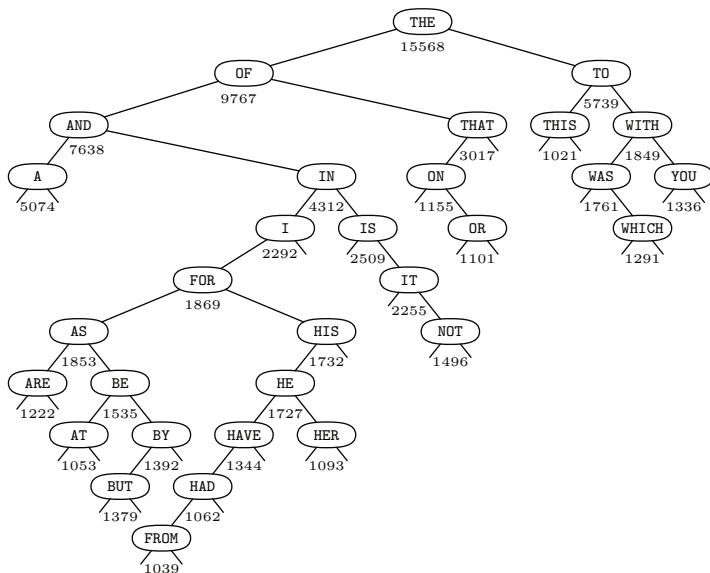 THE
15568
OF TO
9767 5739
AND THAT THIS WITH
7638 3017 1021 1849
A IN ON WAS YOU
5074 4312 1155 1761 1336
I IS OR WHICH
2292 2509 1101 1291
FOR IT
1869 2255
AS HIS NOT
1853 1732 1496
ARE BE HE
1222 1535 1727
AT BY HAVE HER
1053 1392 1344 1093
BUT HAD
1379 1062
FROM
1039